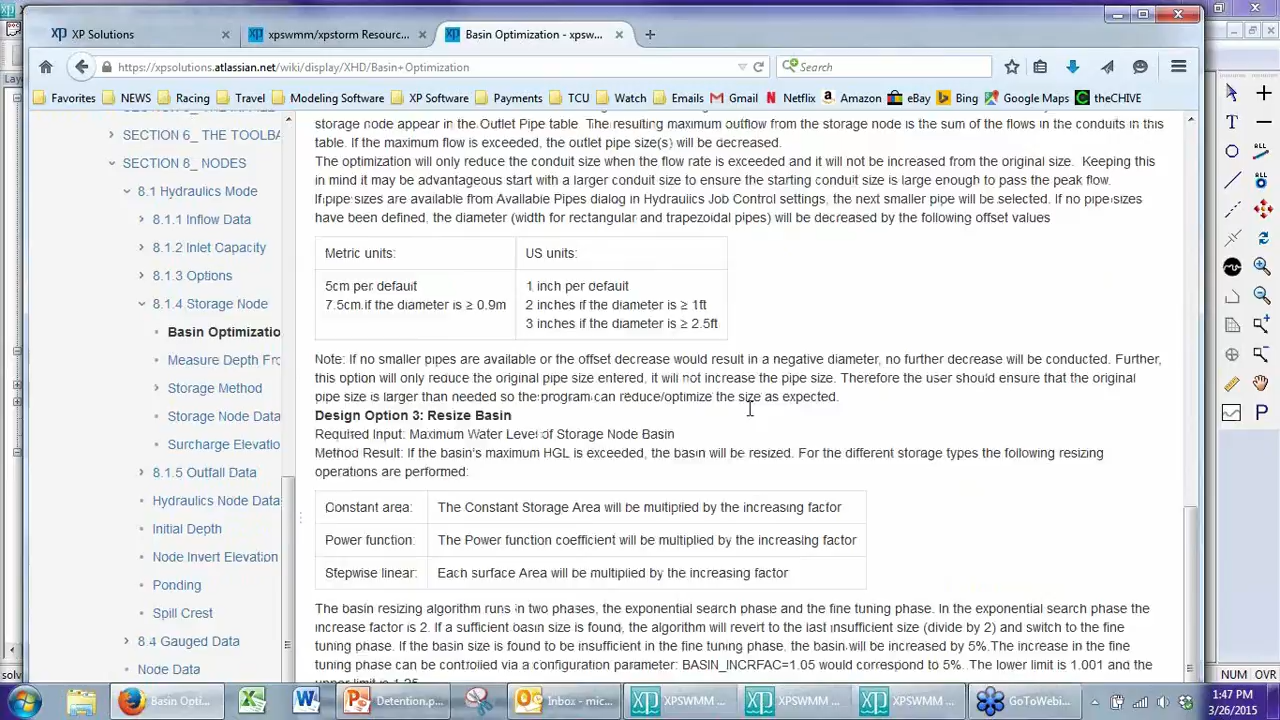 XP Solutions
xpswmm/xpstorm Resourc...
Basin Optimization - xpsw...
https://xpsolutions.atlassian.net/wiki/display/XHD/Basin+Optimization
Search
Favorites
NEWS
Racing
Travel
Modeling Software
XP Software
Payments
TCU
Watch
Emails
Gmail
Netflix
Amazon
eBay
Bing
Google Maps
theCHIVE
SECTION 6_ THE TOOLBA
SECTION 8_ NODES
8.1 Hydraulics Mode
8.1.1 Inflow Data
8.1.2 Inlet Capacity
8.1.3 Options
8.1.4 Storage Node
Basin Optimizatio
Measure Depth Fr
Storage Method
Storage Node Data
Surcharge Elevatio
8.1.5 Outfall Data
Hydraulics Node Data
Initial Depth
Node Invert Elevation
Ponding
Spill Crest
8.4 Gauged Data
Node Data
storage node appear in the Outlet Pipe table. The resulting maximum outflow from the storage node is the sum of the flows in the conduits in this
table. If the maximum flow is exceeded, the outlet pipe size(s) will be decreased.
The optimization will only reduce the conduit size when the flow rate is exceeded and it will not be increased from the original size. Keeping this
in mind it may be advantageous start with a larger conduit size to ensure the starting conduit size is large enough to pass the peak flow.
If pipe sizes are available from Available Pipes dialog in Hydraulics Job Control settings, the next smaller pipe will be selected. If no pipe sizes
have been defined, the diameter (width for rectangular and trapezoidal pipes) will be decreased by the following offset values
Metric units:
US units:
5cm per default
7.5cm if the diameter is ≥ 0.9m
1 inch per default
2 inches if the diameter is ≥ 1ft
3 inches if the diameter is ≥ 2.5ft
Note: If no smaller pipes are available or the offset decrease would result in a negative diameter, no further decrease will be conducted. Further,
this option will only reduce the original pipe size entered, it will not increase the pipe size. Therefore the user should ensure that the original
pipe size is larger than needed so the program can reduce/optimize the size as expected.
Design Option 3: Resize Basin
Required Input: Maximum Water Level of Storage Node Basin
Method Result: If the basin's maximum HGL is exceeded, the basin will be resized. For the different storage types the following resizing
operations are performed:
Constant area:
The Constant Storage Area will be multiplied by the increasing factor
Power function:
The Power function coefficient will be multiplied by the increasing factor
Stepwise linear:
Each surface Area will be multiplied by the increasing factor
The basin resizing algorithm runs in two phases, the exponential search phase and the fine tuning phase. In the exponential search phase the
increase factor is 2. If a sufficient basin size is found, the algorithm will revert to the last insufficient size (divide by 2) and switch to the fine
tuning phase. If the basin size is found to be insufficient in the fine tuning phase, the basin will be increased by 5%.The increase in the fine
tuning phase can be controlled via a configuration parameter: BASIN_INCRFAC=1.05 would correspond to 5%. The lower limit is 1.001 and the
upper limit is 1.25
Laye
ALL
ALL
T
P
solv
NUM
OVR
Basin Opti...
Detention.p...
Inbox - mic...
XPSWMM ...
XPSWMM ...
XPSWMM ...
GoToWebi...
1:47 PM
3/26/2015